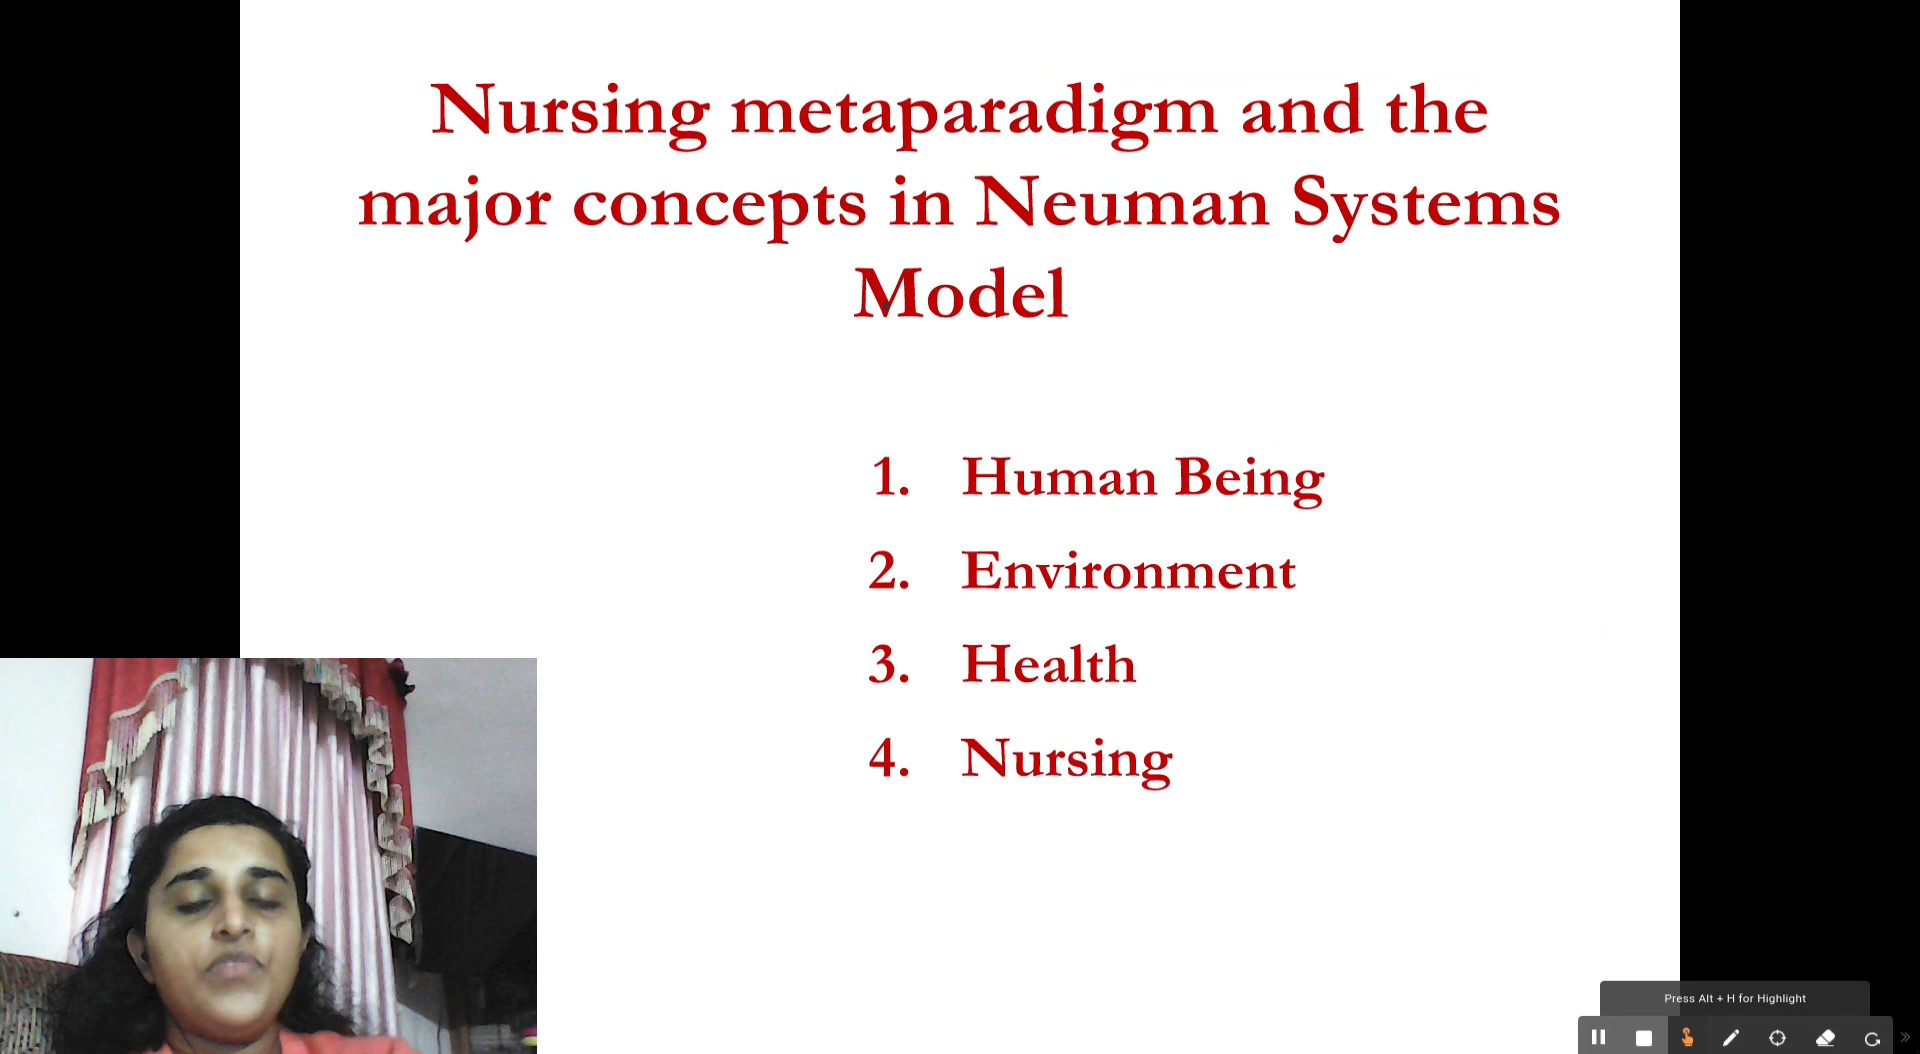 Nursing metaparadigm and the
major concepts in Neuman Systems
Model
1. Human Being
2. Environment
3. Health
4. Nursing
Press Alt + H for Highlight